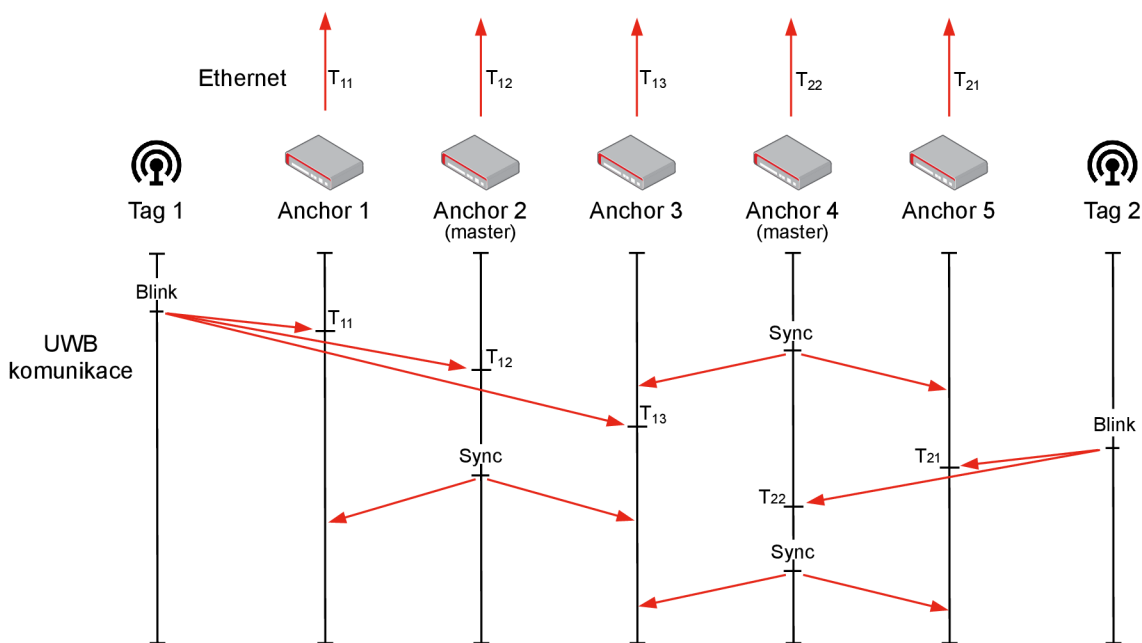 Ethernet
T11
T12
T13
T22
T21
Tag 1
Anchor 1
Anchor 2
(master)
Anchor 3
Anchor 4
(master)
Anchor 5
Tag 2
Blink
T11
UWB
komunikace
T12
Sync
T13
Blink
Sync
T21
T22
Sync